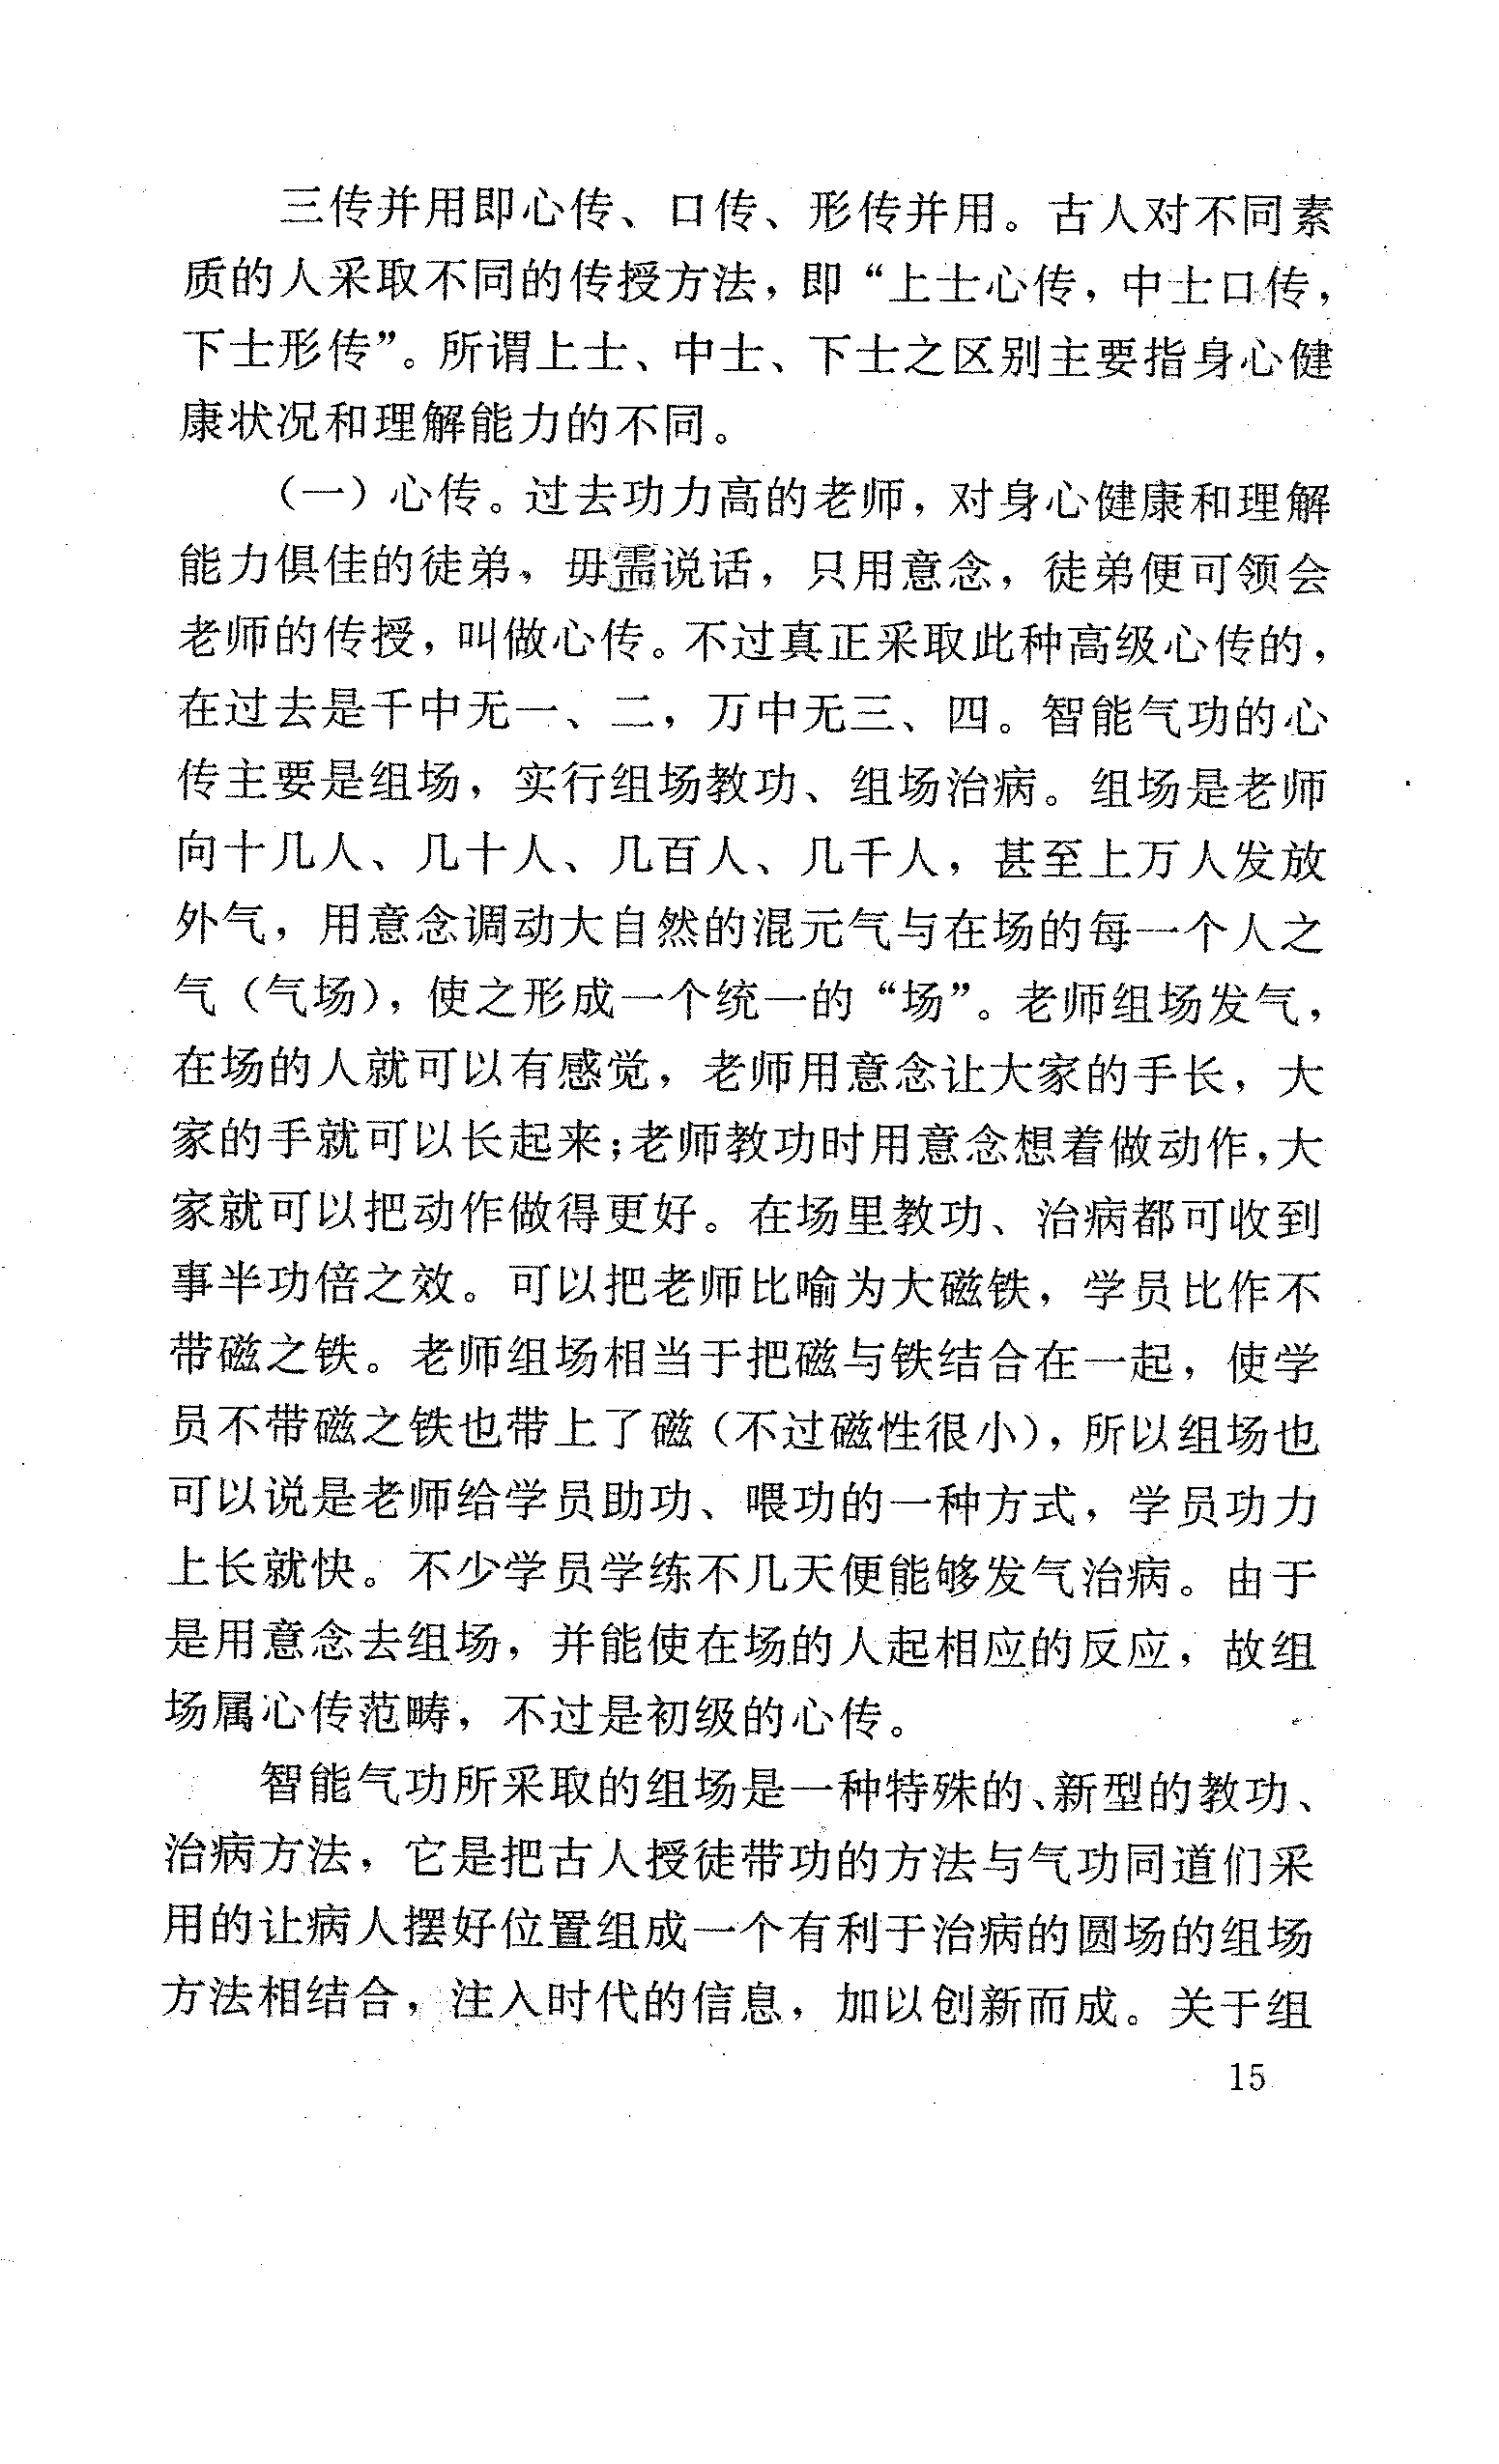 三传并用即心传、口传、形传并用。古人对不同素
质的人采取不同的传授方法，即“上士心传，中士口传，
下士形传”。所谓上士、中士、下士之区别主要指身心健
康状况和理解能力的不同。
（一）心传。过去功力高的老师，对身心健康和理解
能力俱佳的徒弟，毋需说话，只用意念，徒弟便可领会
老师的传授，叫做心传。不过真正采取此种高级心传的，
在过去是千中无一、二，万中无三、四。智能气功的心
传主要是组场，实行组场教功、组场治病。组场是老师
向十几人、几十人、几百人、几千人，甚至上万人发放
外气，用意念调动大自然的混元气与在场的每一个人之
气（气场），使之形成一个统一的“场”。老师组场发气，
在场的人就可以有感觉，老师用意念让大家的手长，大
家的手就可以长起来；老师教功时用意念想着做动作，大
家就可以把动作做得更好。在场里教功、治病都可收到
事半功倍之效。可以把老师比喻为大磁铁，学员比作不
带磁之铁。老师组场相当于把磁与铁结合在一起，使学
员不带磁之铁也带上了磁（不过磁性很小），所以组场也
可以说是老师给学员助功、喂功的一种方式，学员功力
上长就快。不少学员学练不几天便能够发气治病。由于
是用意念去组场，并能使在场的人起相应的反应，故组
场属心传范畴，不过是初级的心传。
智能气功所采取的组场是一种特殊的、新型的教功、
治病方法，它是把古人授徒带功的方法与气功同道们采
用的让病人摆好位置组成一个有利于治病的圆场的组场
方法相结合，注入时代的信息，加以创新而成。关于组
15